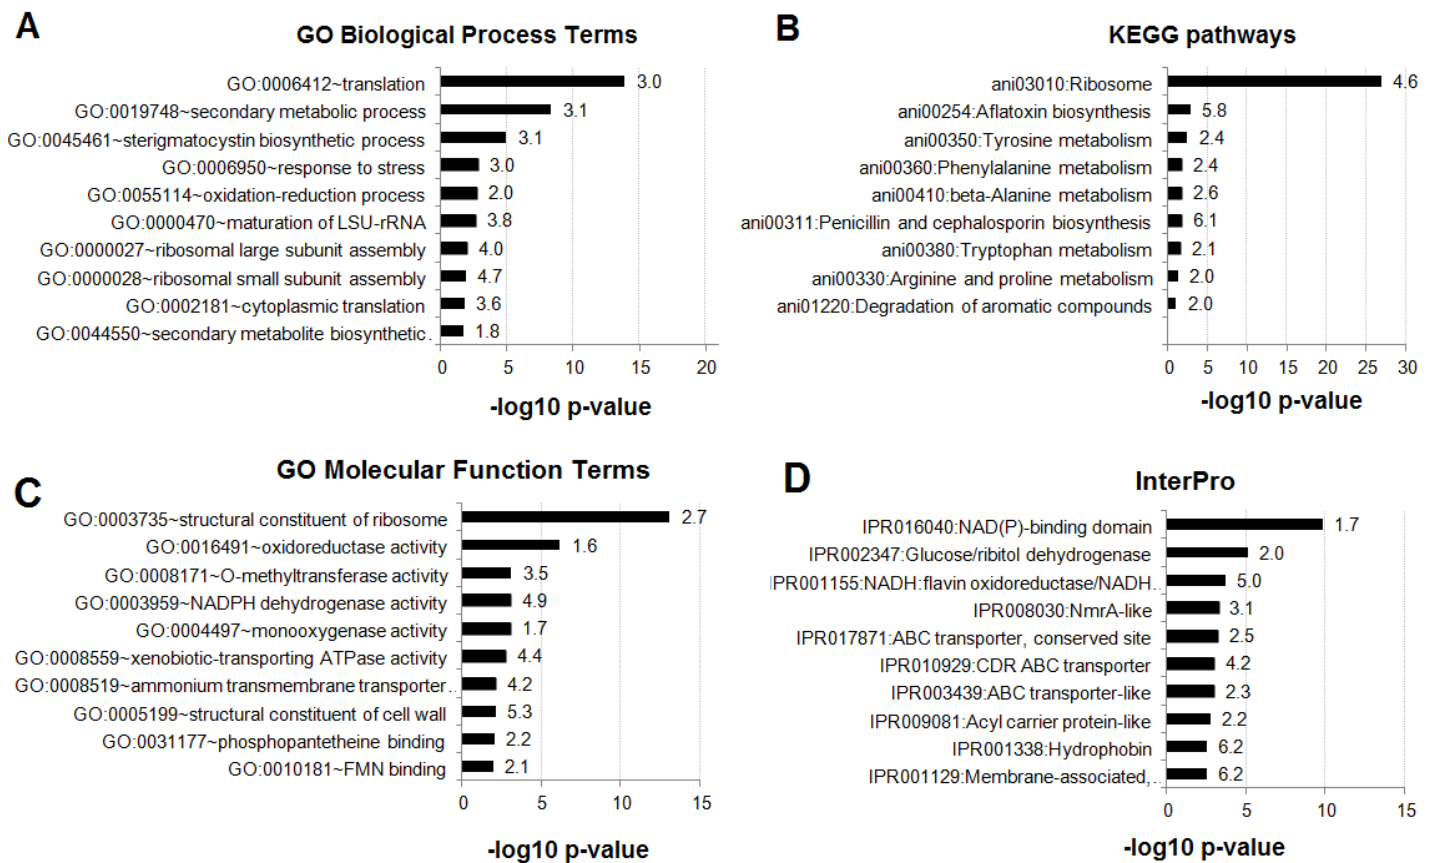 A
GO Biological Process Terms
GO:0006412~translation 3.0
GO:0019748~secondary metabolic process 3.1
GO:0045461~sterigmatocystin biosynthetic process 3.1
GO:0006950~response to stress 3.0
GO:0055114~oxidation-reduction process 2.0
GO:0000470~maturation of LSU-rRNA 3.8
GO:0000027~ribosomal large subunit assembly 4.0
GO:0000028~ribosomal small subunit assembly 4.7
GO:0002181~cytoplasmic translation 3.6
GO:0044550~secondary metabolite biosynthetic. 1.8
0 5 10 15 20
-log10 p-value
B
KEGG pathways
ani03010:Ribosome 4.6
ani00254:Aflatoxin biosynthesis 5.8
ani00350:Tyrosine metabolism 2.4
ani00360:Phenylalanine metabolism 2.4
ani00410:beta-Alanine metabolism 2.6
ani00311:Penicillin and cephalosporin biosynthesis 6.1
ani00380:Tryptophan metabolism 2.1
ani00330:Arginine and proline metabolism 2.0
ani01220:Degradation of aromatic compounds 2.0
0 5 10 15 20 25 30
-log10 p-value
C
GO Molecular Function Terms
GO:0003735~structural constituent of ribosome 2.7
GO:0016491~oxidoreductase activity 1.6
GO:0008171~O-methyltransferase activity 3.5
GO:0003959~NADPH dehydrogenase activity 4.9
GO:0004497~monooxygenase activity 1.7
GO:0008559~xenobiotic-transporting ATPase activity 4.4
GO:0008519~ammonium transmembrane transporter.. 4.2
GO:0005199~structural constituent of cell wall 5.3
GO:0031177~phosphopantetheine binding 2.2
GO:0010181~FMN binding 2.1
0 5 10 15
-log10 p-value
D
InterPro
IPR016040:NAD(P)-binding domain 1.7
IPR002347:Glucose/ribitol dehydrogenase 2.0
IPR001155:NADH:flavin oxidoreductase/NADH.. 5.0
IPR008030:NmrA-like 3.1
IPR017871:ABC transporter, conserved site 2.5
IPR010929:CDR ABC transporter 4.2
IPR003439:ABC transporter-like 2.3
IPR009081:Acyl carrier protein-like 2.2
IPR001338:Hydrophobin 6.2
IPR001129:Membrane-associated,.. 6.2
0 5 10 15
-log10 p-value